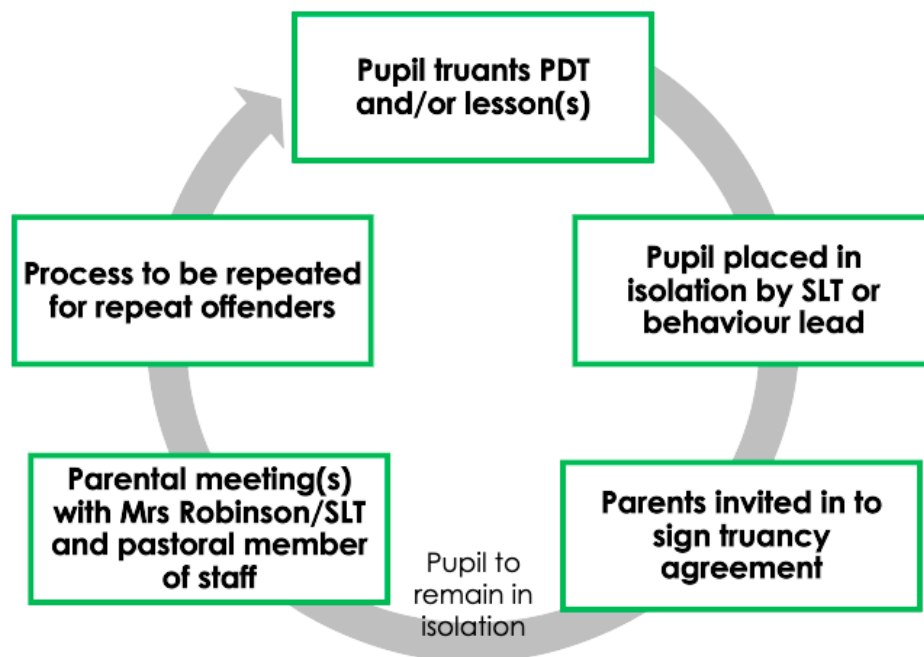 Pupil truants PDT
and/or lesson(s)
Pupil placed in
isolation by SLT or
behaviour lead
Parents invited in to
sign truancy
agreement
Pupil to
remain in
isolation
Parental meeting(s)
with Mrs Robinson/SLT
and pastoral member
of staff
Process to be repeated
for repeat offenders